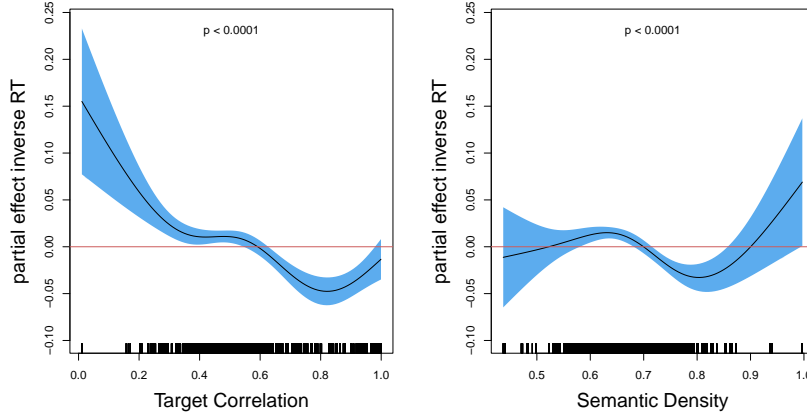 p < 0.0001
partial effect inverse RT
0.25
0.20
0.15
0.10
0.05
0.00
−0.05
−0.10
0.0 0.2 0.4 0.6 0.8 1.0
Target Correlation
p < 0.0001
partial effect inverse RT
0.25
0.20
0.15
0.10
0.05
0.00
−0.05
−0.10
0.5 0.6 0.7 0.8 0.9 1.0
Semantic Density